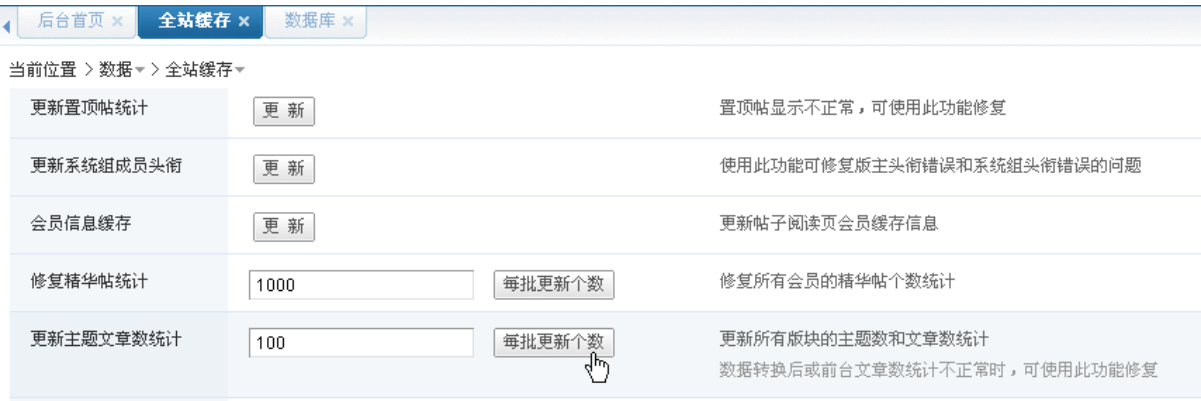 后台首页 × 全站缓存 × 数据库 ×
当前位置 > 数据 > 全站缓存
更新置顶帖统计 更 新 置顶帖显示不正常，可使用此功能修复
更新系统组成员头衔 更 新 使用此功能可修复版主头衔错误和系统组头衔错误的问题
会员信息缓存 更 新 更新帖子阅读页会员缓存信息
修复精华帖统计 1000 每批更新个数 修复所有会员的精华帖个数统计
更新主题文章数统计 100 每批更新个数 更新所有版块的主题数和文章数统计
数据转换后或前台文章数统计不正常时，可使用此功能修复